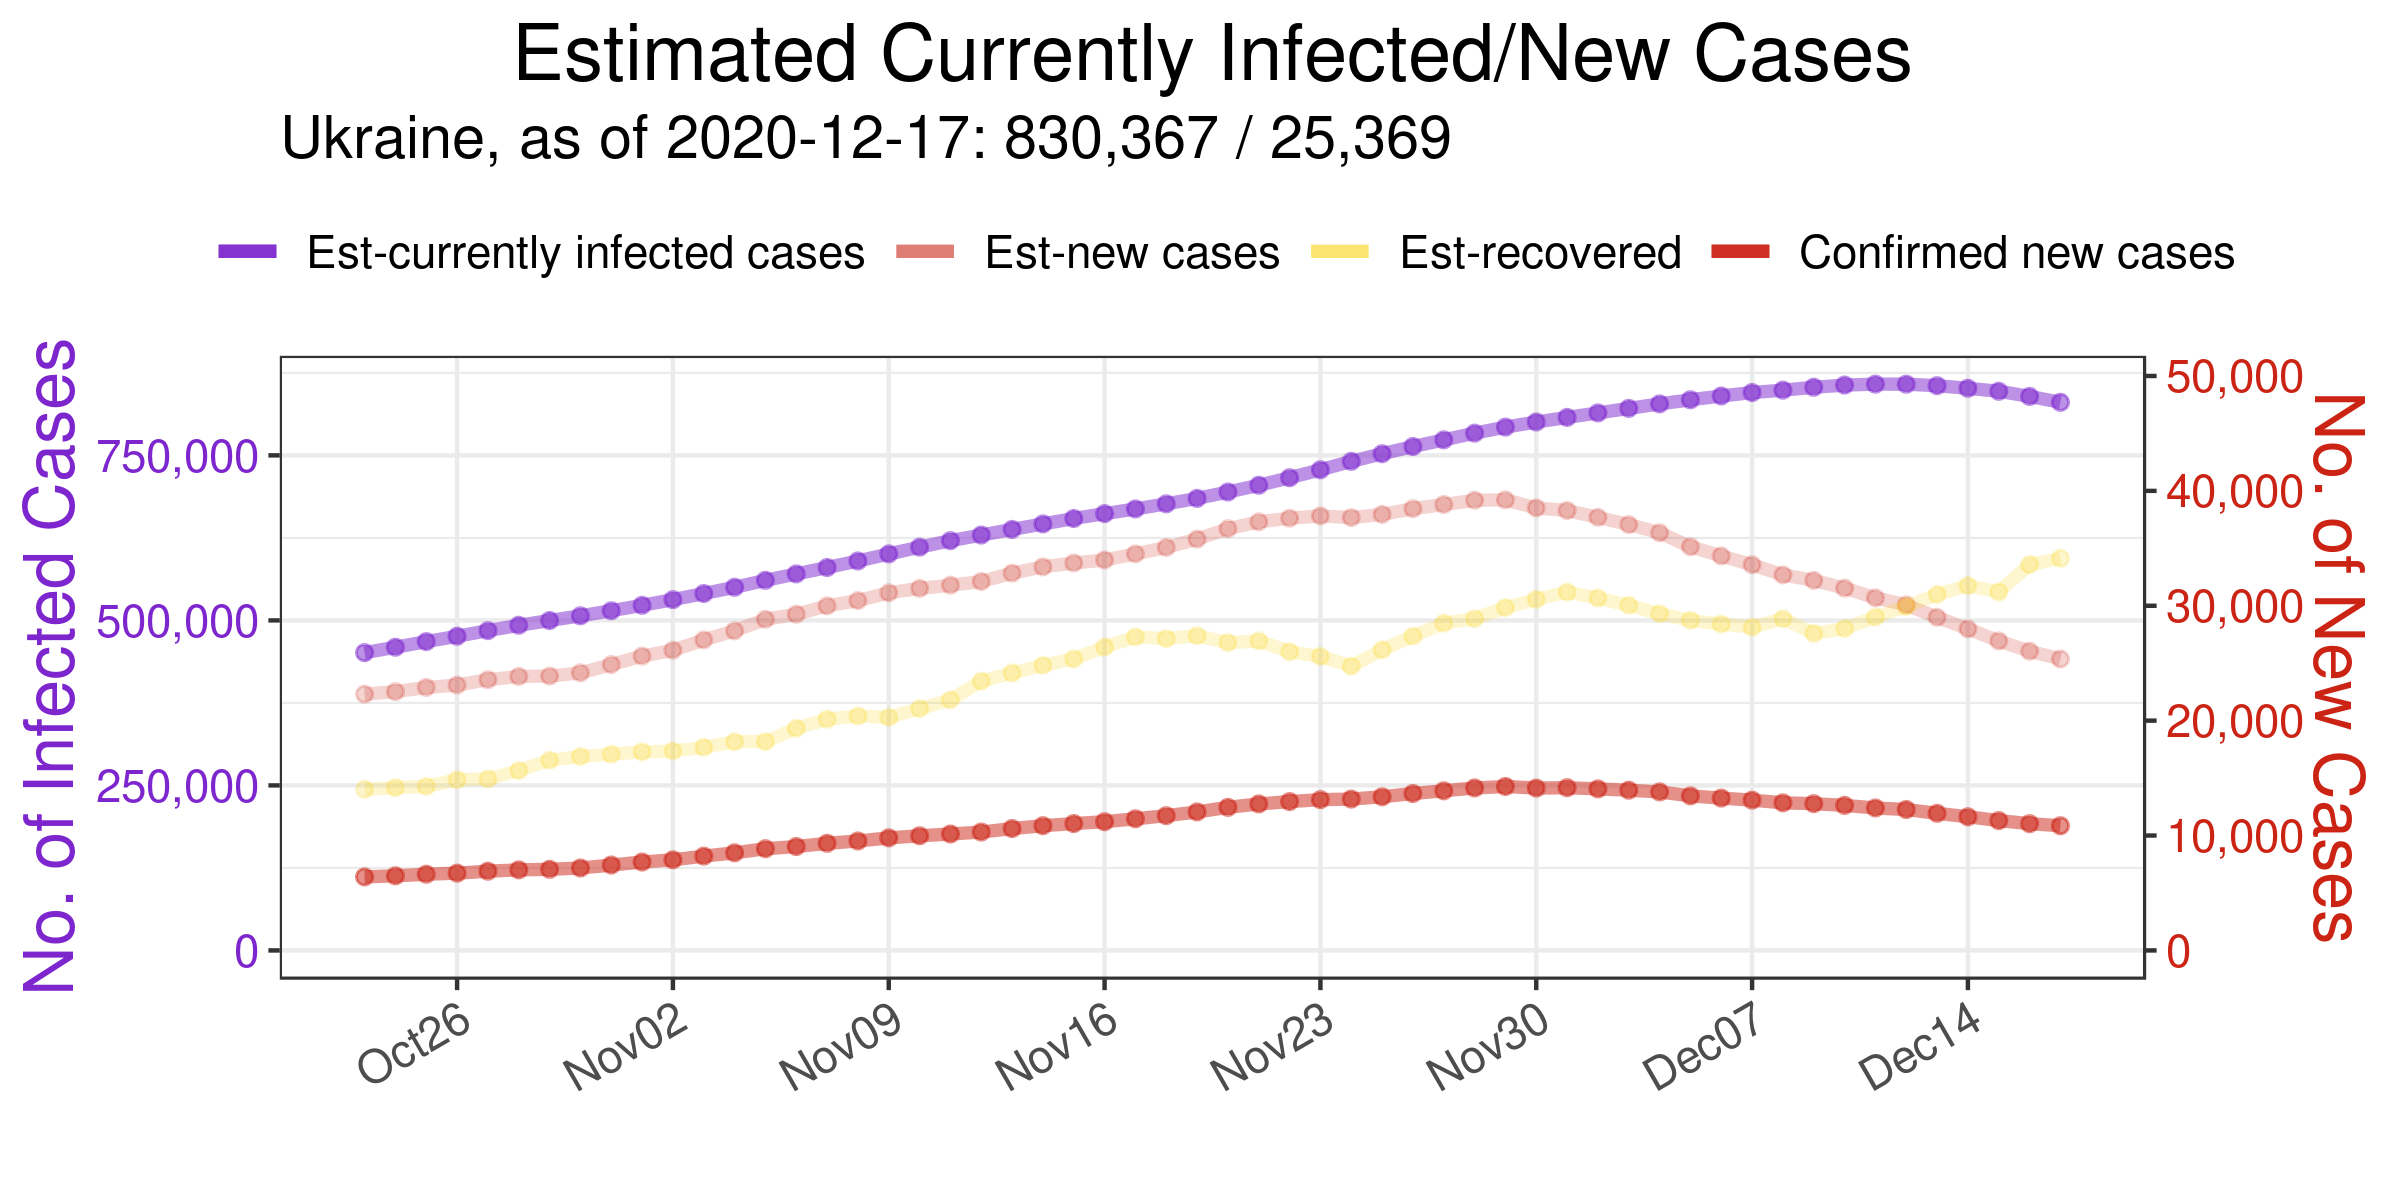 Estimated Currently Infected/New Cases
Ukraine, as of 2020-12-17: 830,367 / 25,369
Est-currently infected cases Est-new cases Est-recovered Confirmed new cases
No. of Infected Cases
750,000
500,000
250,000
0
50,000
40,000
30,000
20,000
10,000
0
No. of New Cases
Oct26 Nov02 Nov09 Nov16 Nov23 Nov30 Dec07 Dec14